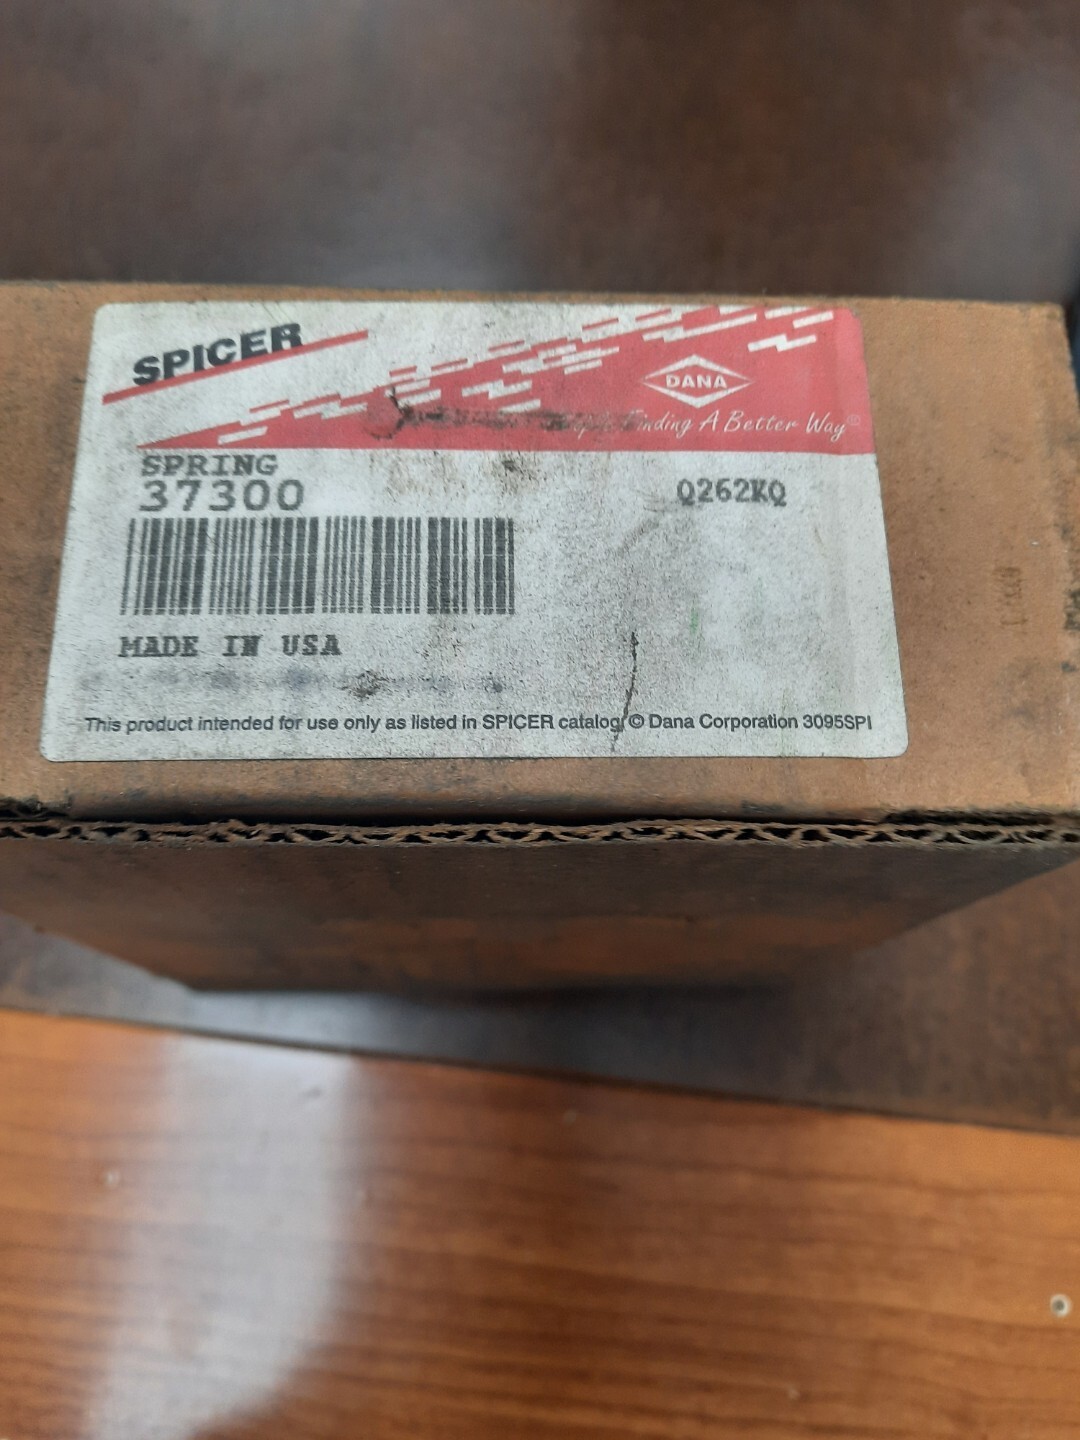 SPICER
DANA
Finding A Better Way®
SPRING
37300
Q262KQ
MADE IN USA
This product intended for use only as listed in SPICER catalog © Dana Corporation 3095SPI